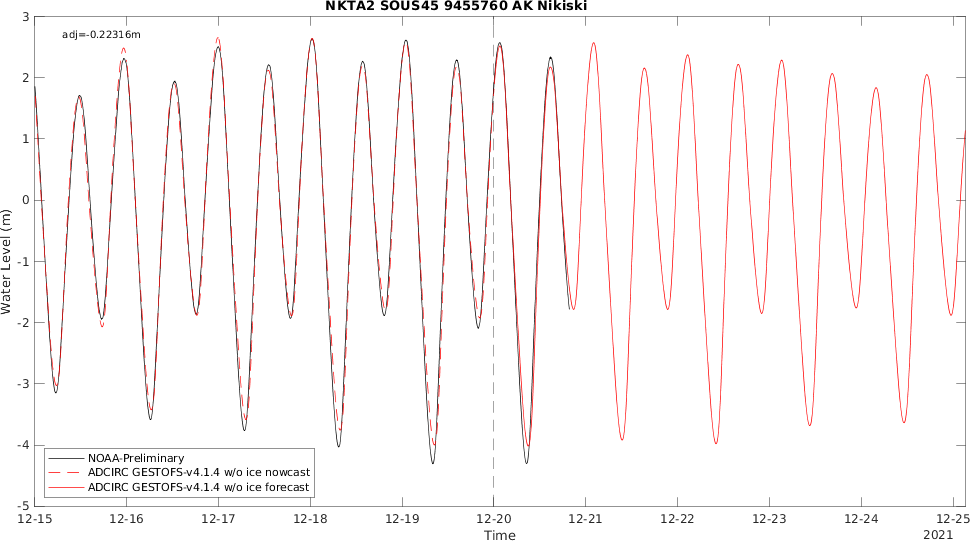 NKTA2 SOUS45 9455760 AK Nikiski
adj=-0.22316m
3
2
1
0
-1
-2
-3
-4
-5
Water Level (m)
NOAA-Preliminary
ADCIRC GESTOFS-v4.1.4 w/o ice nowcast
ADCIRC GESTOFS-v4.1.4 w/o ice forecast
12-15 12-16 12-17 12-18 12-19 12-20 12-21 12-22 12-23 12-24 12-25
Time
2021